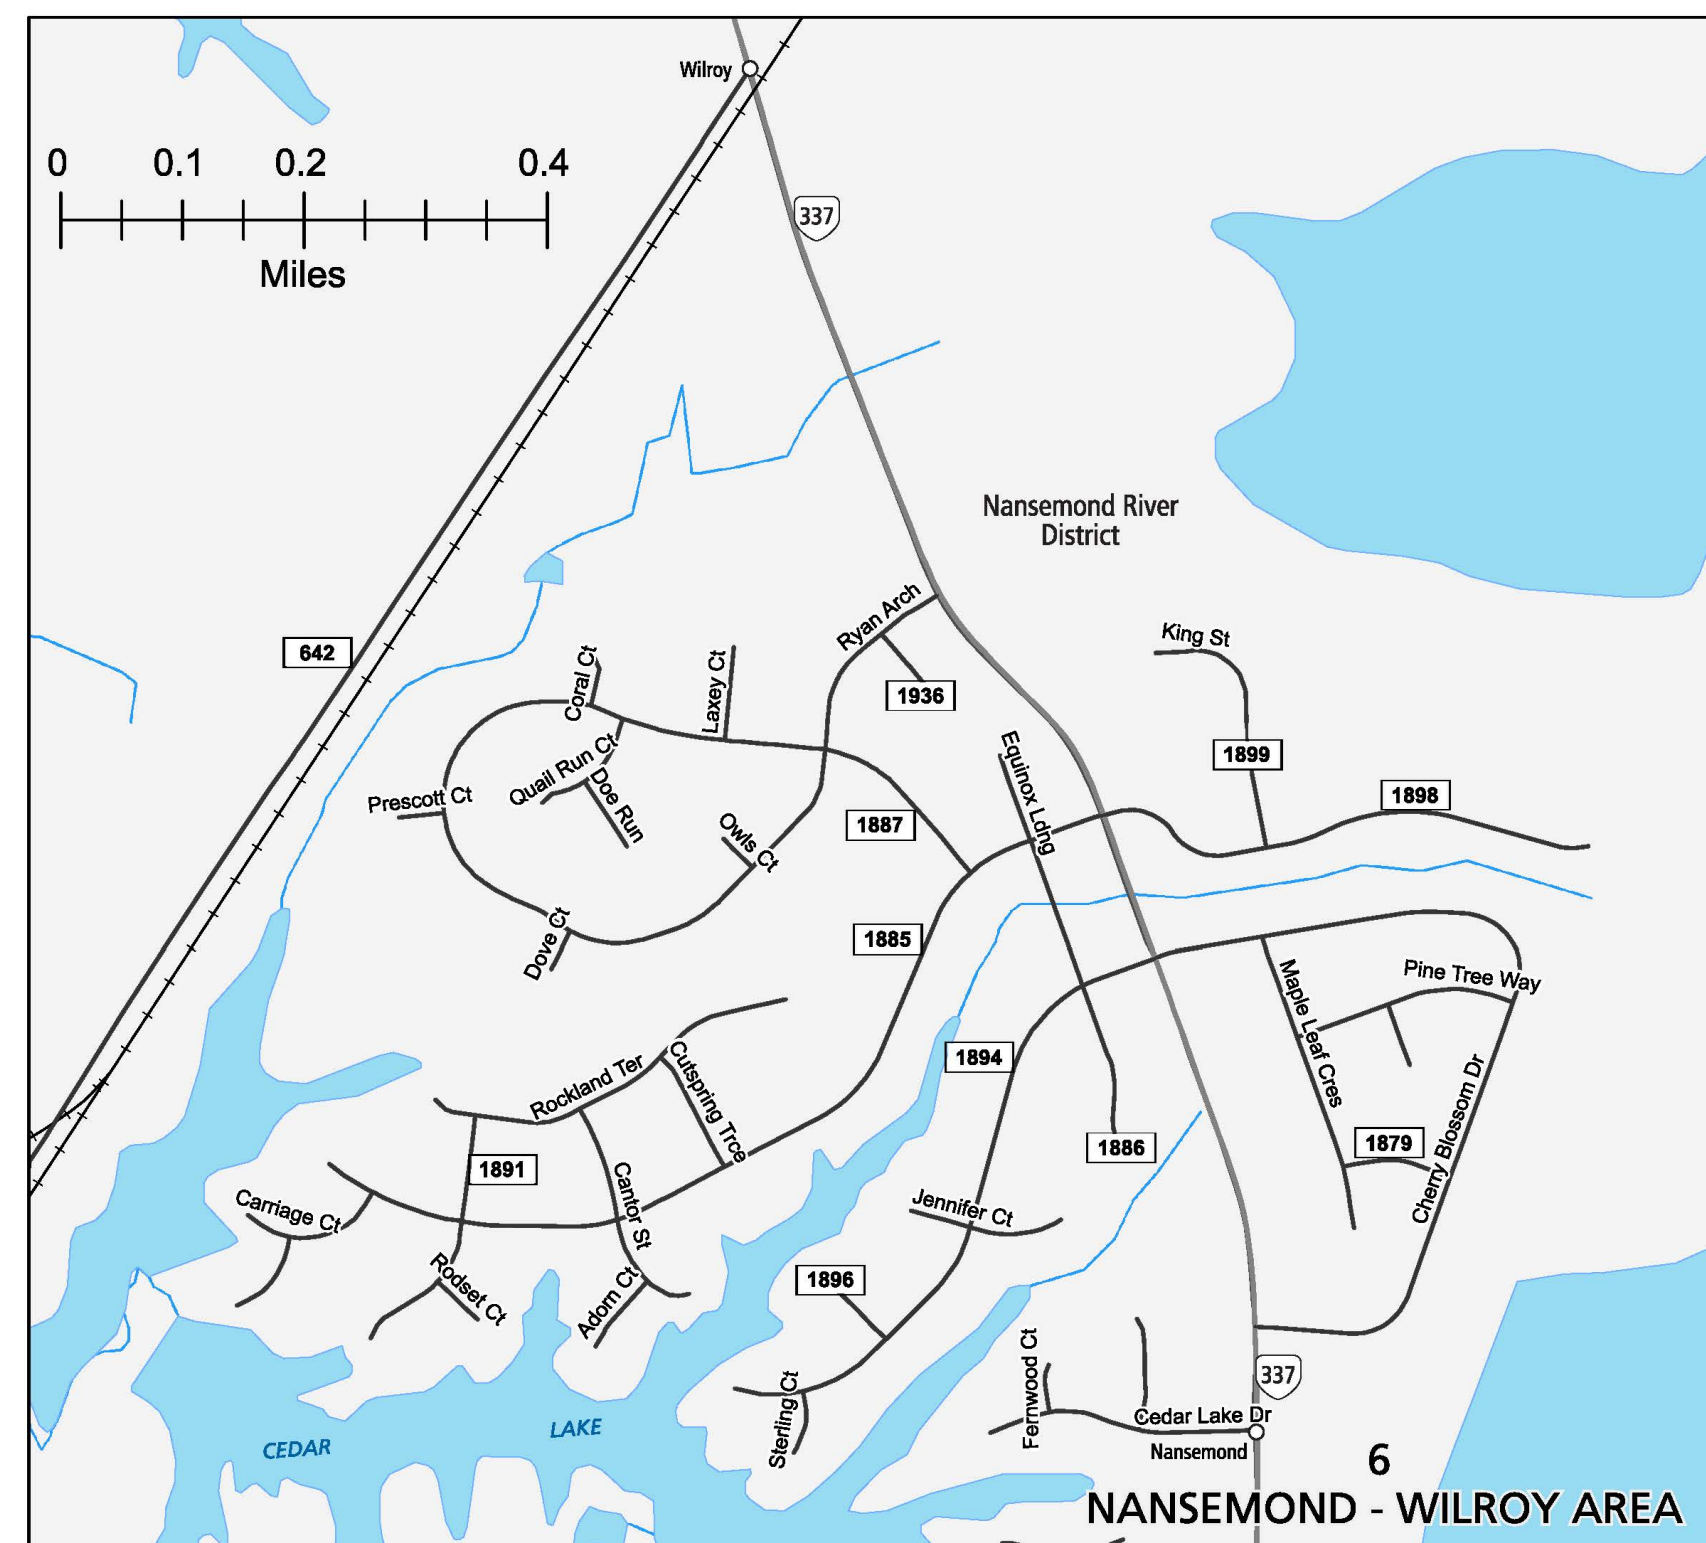 Wilroy
0 0.1 0.2 0.4
Miles
337
Nansemond River
District
642
Ryan Arch
1936
King St
1899
1898
Coral Ct
Laxey Ct
Quail Run Ct
Doe Run
Prescott Ct
Owls Ct
1887
Equinox Ldng
Dove Ct
1885
Pine Tree Way
Maple Leaf Cres
1894
Rockland Ter
Cutspring Trce
Cherry Blossom Dr
1886
1879
1891
Cantor St
Carriage Ct
Jennifer Ct
Rodset Ct
Adorn Ct
1896
Fernwood Ct
337
Sterling Ct
Cedar Lake Dr
Nansemond
CEDAR LAKE
6
NANSEMOND - WILROY AREA